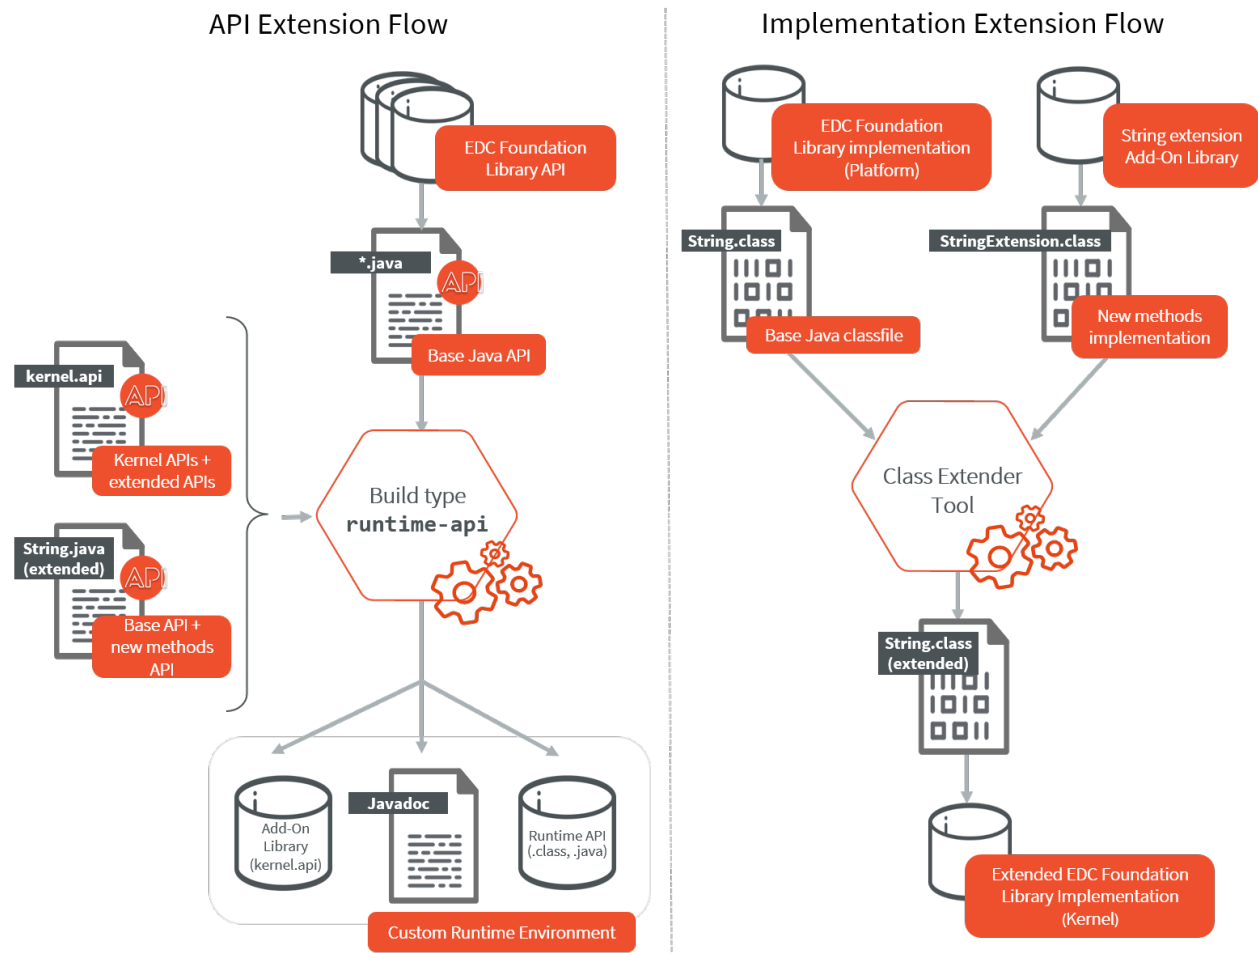 API Extension Flow
EDC Foundation
Library API
*.java
API
Base Java API
kernel.api
API
Kernel APIs +
extended APIs
String.java
(extended)
API
Base API +
new methods
API
Build type
runtime-api
Add-On
Library
(kernel.api)
Javadoc
Runtime API
(.class, .java)
Custom Runtime Environment
Implementation Extension Flow
EDC Foundation
Library implementation
(Platform)
String extension
Add-On Library
String.class
Base Java classfile
StringExtension.class
New methods
implementation
Class Extender
Tool
String.class
(extended)
Extended EDC Foundation
Library Implementation
(Kernel)